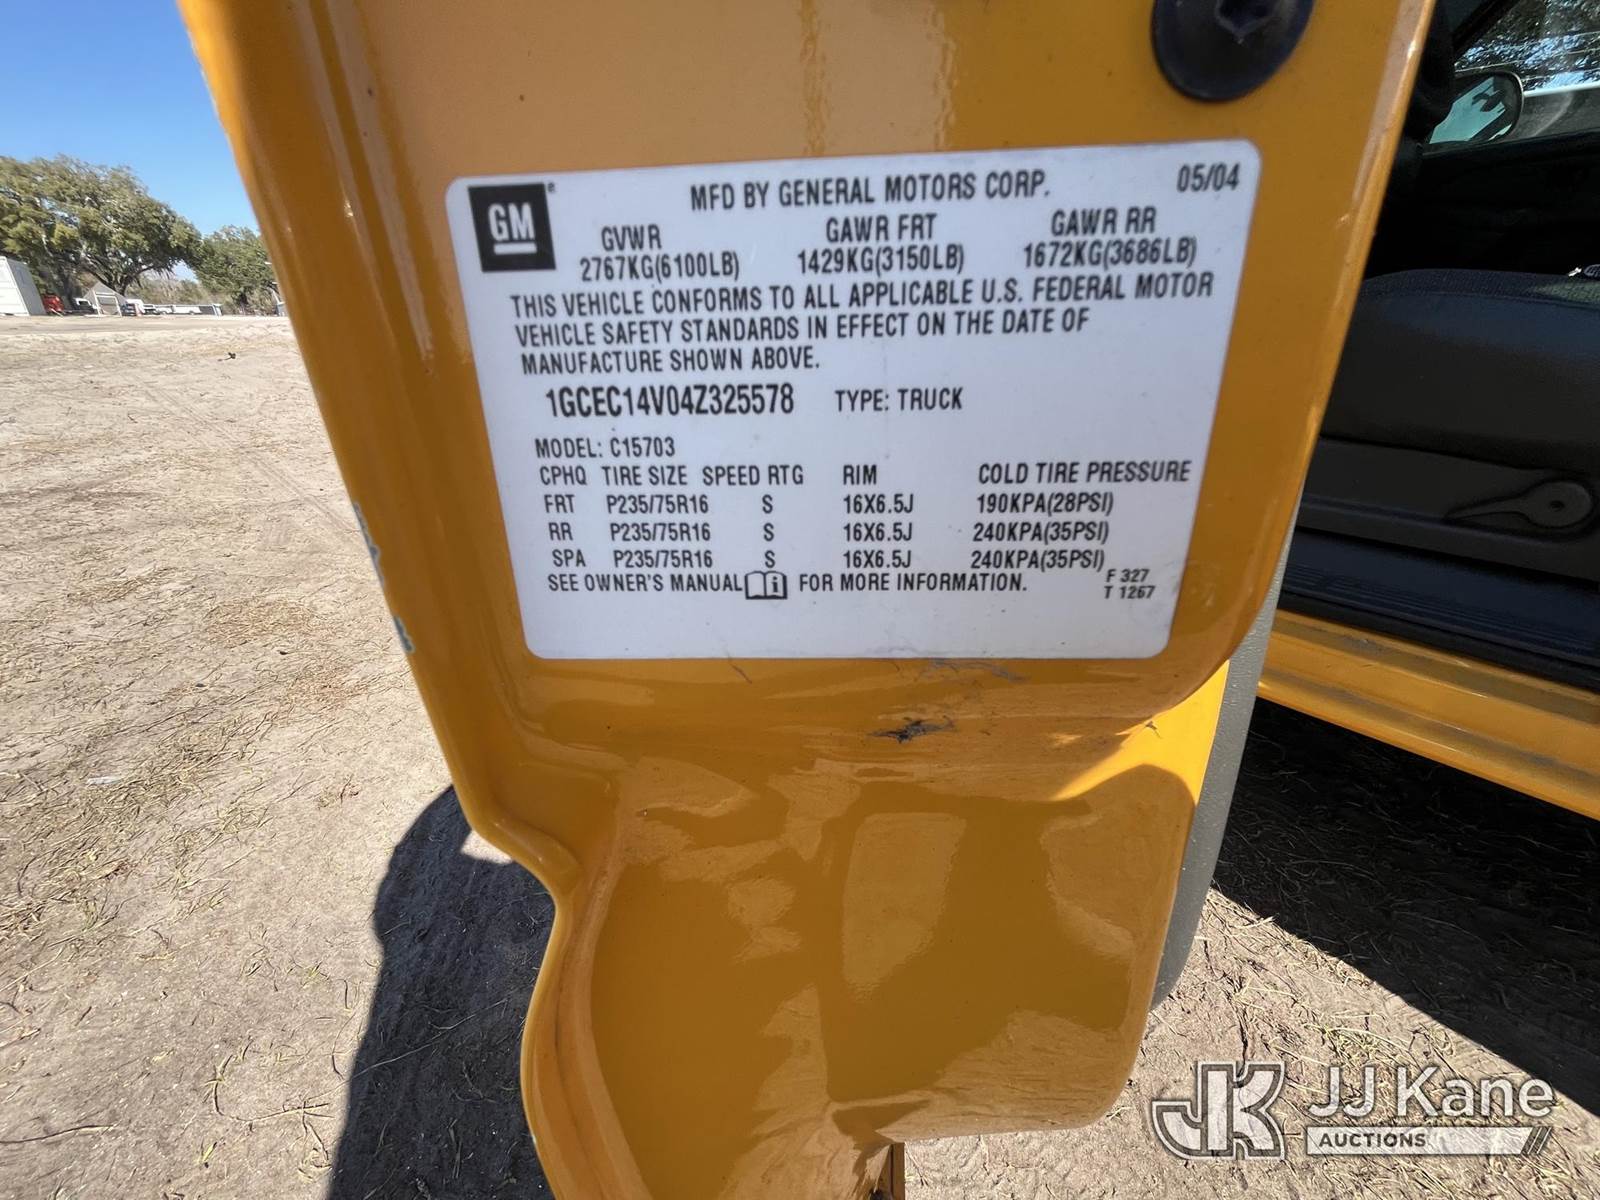 GM
MFD BY GENERAL MOTORS CORP. 05/04
GVWR GAWR FRT GAWR RR
2767KG(6100LB) 1429KG(3150LB) 1672KG(3686LB)
THIS VEHICLE CONFORMS TO ALL APPLICABLE U.S. FEDERAL MOTOR
VEHICLE SAFETY STANDARDS IN EFFECT ON THE DATE OF
MANUFACTURE SHOWN ABOVE.
1GCEC14V04Z325578 TYPE: TRUCK
MODEL: C15703
CPHQ TIRE SIZE SPEED RTG RIM COLD TIRE PRESSURE
FRT P235/75R16 S 16X6.5J 190KPA(28PSI)
RR P235/75R16 S 16X6.5J 240KPA(35PSI)
SPA P235/75R16 S 16X6.5J 240KPA(35PSI)
SEE OWNER'S MANUAL i FOR MORE INFORMATION.
F 327
T 1267
JK JJ Kane
AUCTIONS